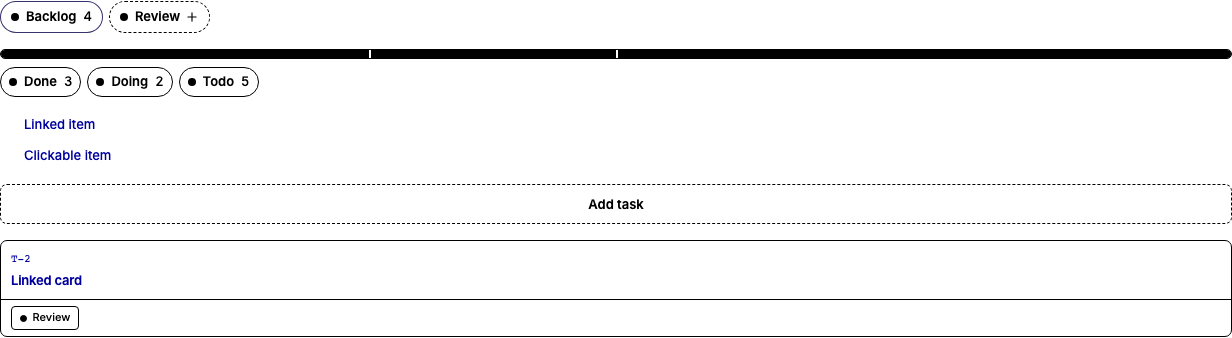 Backlog 4 Review +
Done 3 Doing 2 Todo 5
Linked item
Clickable item
Add task
T-2
Linked card
Review